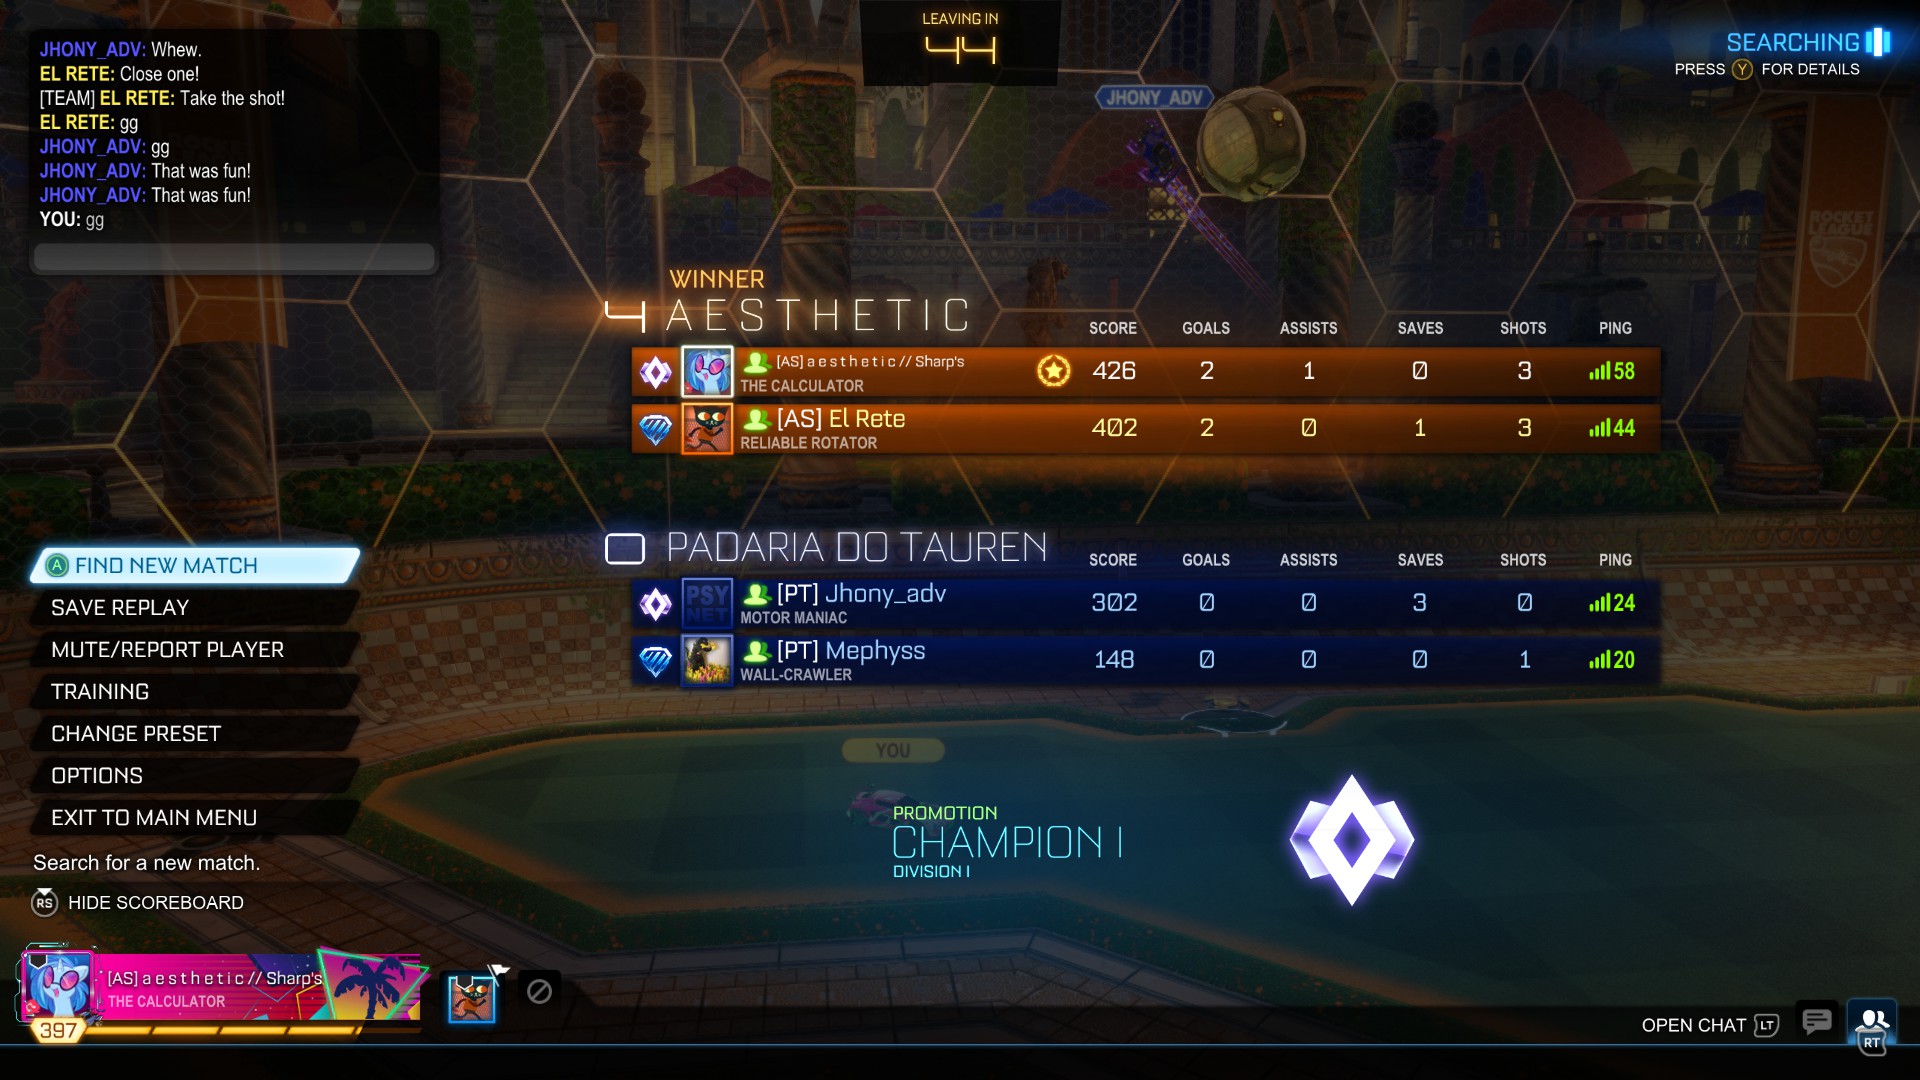 JHONY_ADV: Whew.
EL RETE: Close one!
[TEAM] EL RETE: Take the shot!
EL RETE: gg
JHONY_ADV: gg
JHONY_ADV: That was fun!
JHONY_ADV: That was fun!
YOU: gg
LEAVING IN
44
SEARCHING
PRESS Y FOR DETAILS
JHONY_ADV
ROCKET LEAGUE
WINNER
4 AESTHETIC
SCORE GOALS ASSISTS SAVES SHOTS PING
[AS] a e s t h e t i c // Sharp's 426 2 1 0 3 58
THE CALCULATOR
[AS] El Rete 402 2 0 1 3 44
RELIABLE ROTATOR
0 PADARIA DO TAUREN
SCORE GOALS ASSISTS SAVES SHOTS PING
PSY NET [PT] Jhony_adv 302 0 0 3 0 24
MOTOR MANIAC
[PT] Mephyss 148 0 0 0 1 20
WALL-CRAWLER
A FIND NEW MATCH
SAVE REPLAY
MUTE/REPORT PLAYER
TRAINING
CHANGE PRESET
OPTIONS
EXIT TO MAIN MENU
Search for a new match.
RS HIDE SCOREBOARD
YOU
PROMOTION
CHAMPION I
DIVISION I
[AS] a e s t h e t i c // Sharp's
THE CALCULATOR
397
OPEN CHAT LT
RT